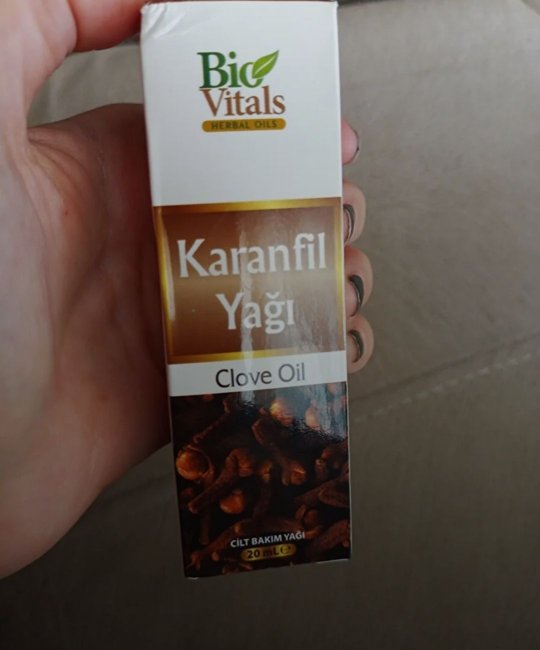 Bio
Vitals
HERBAL OILS
Karanfil
Yağı
Clove Oil
CİLT BAKIM YAĞI
20 mL ℮